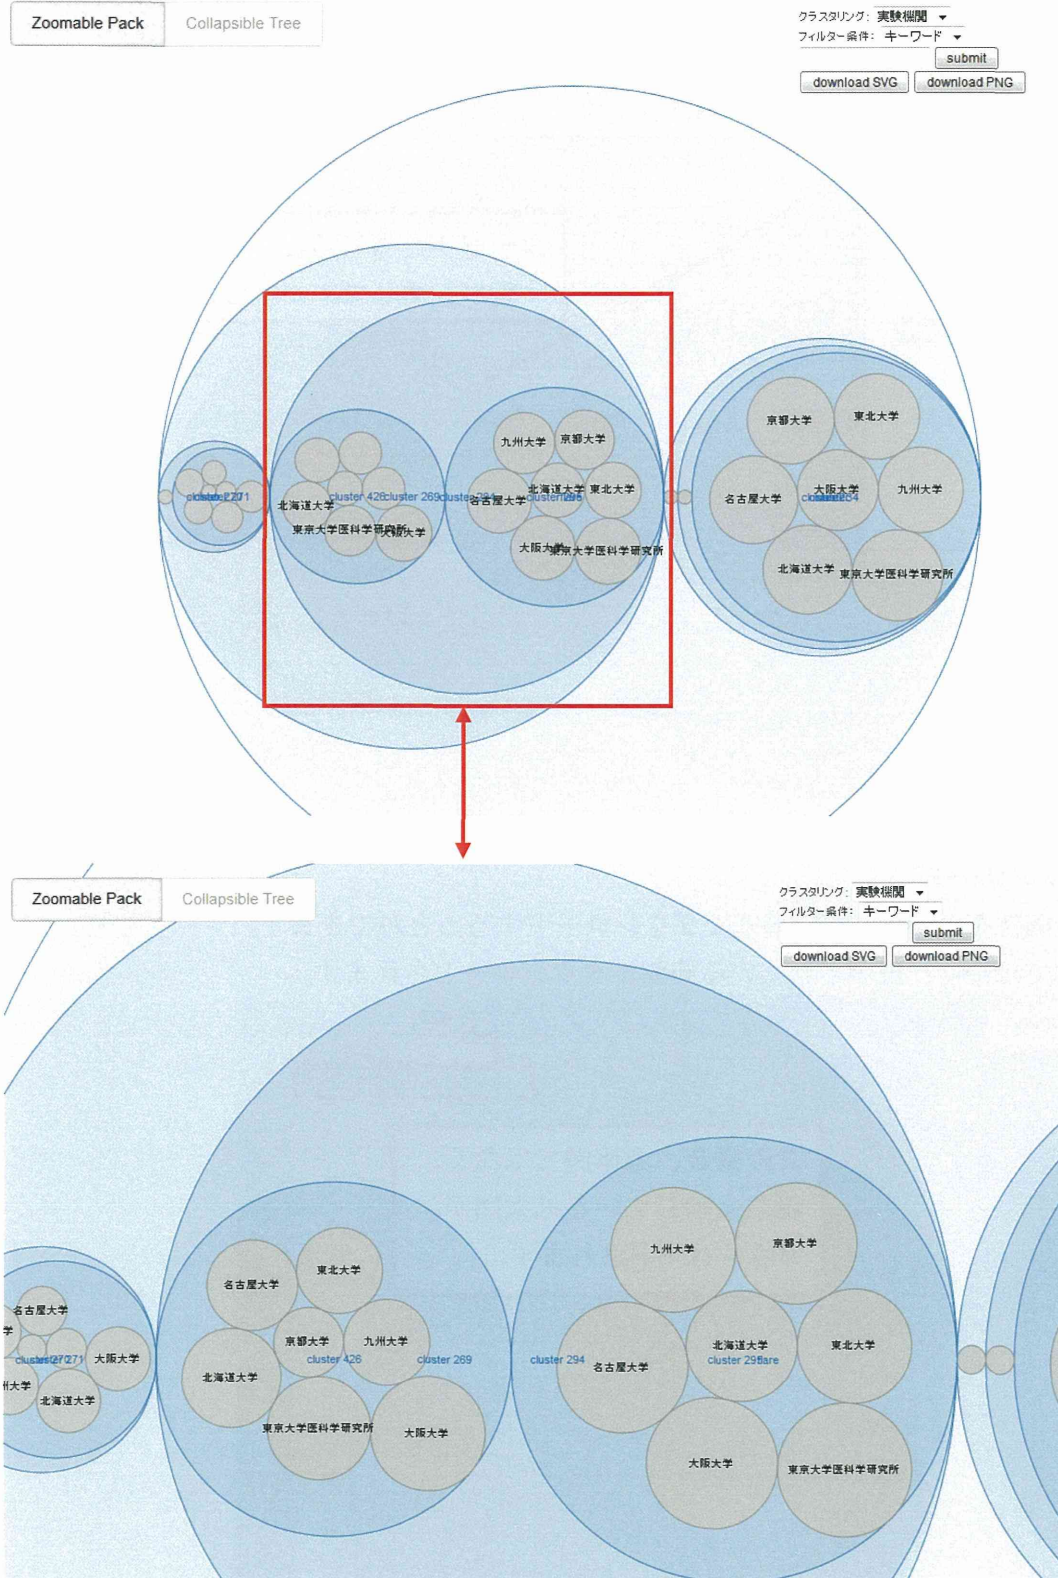 Zoomable Pack
Collapsible Tree
クラスタリング: 実験機関
フィルター条件: キーワード
submit
download SVG
download PNG
九州大学
京都大学
北海道大学
東北大学
名古屋大学
大阪大学
東京大学医科学研究所
cluster 426
cluster 269
北海道大学
東京大学医科学研究所
大阪大学
京都大学
東北大学
名古屋大学
大阪大学
九州大学
北海道大学
東京大学医科学研究所
Zoomable Pack
Collapsible Tree
クラスタリング: 実験機関
フィルター条件: キーワード
submit
download SVG
download PNG
名古屋大学
大阪大学
北海道大学
名古屋大学
東北大学
京都大学
九州大学
cluster 426
cluster 269
北海道大学
東京大学医科学研究所
大阪大学
九州大学
京都大学
北海道大学
東北大学
cluster 294
名古屋大学
大阪大学
東京大学医科学研究所